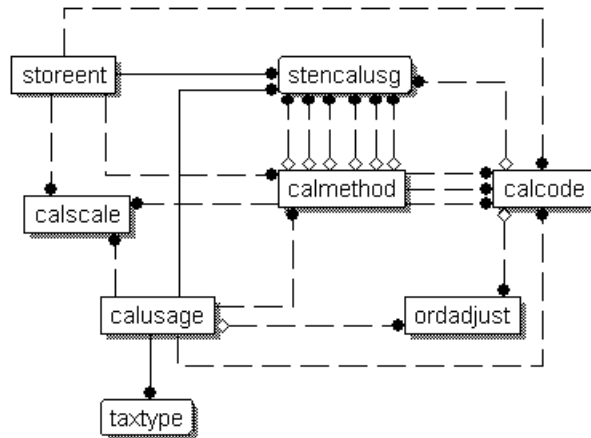 storeent
stencalusg
calmethod
calcode
calscale
calusage
ordadjust
taxtype